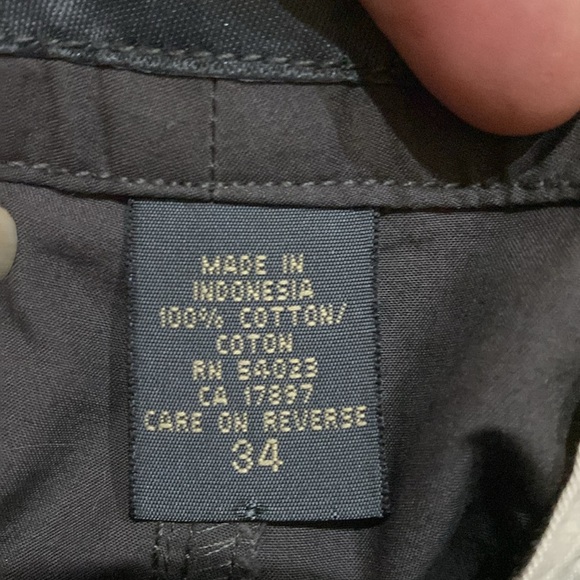 MADE IN
INDONESIA
100% COTTON/
COTON
RN 54023
CA 17897
CARE ON REVERSE
34